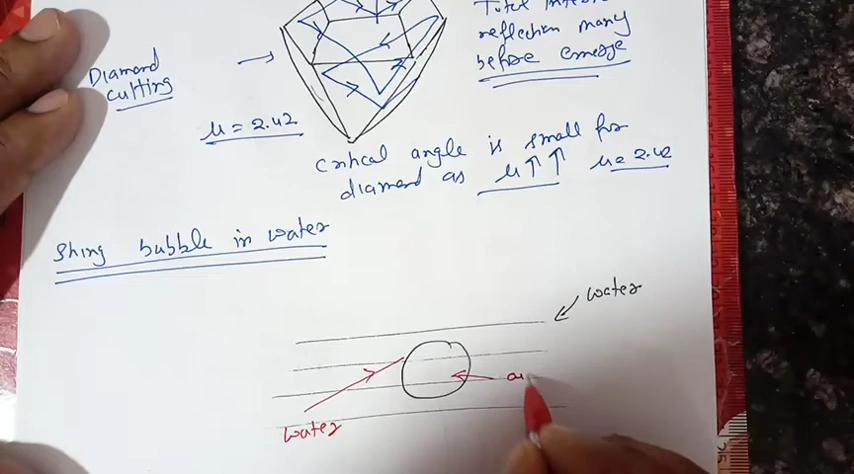 Total
reflection many
before emerge
Diamond
cutting
μ = 2.42
critical angle is small for
diamond as μ↑↑ μ = 2.42
Shing bubble in water
water
water